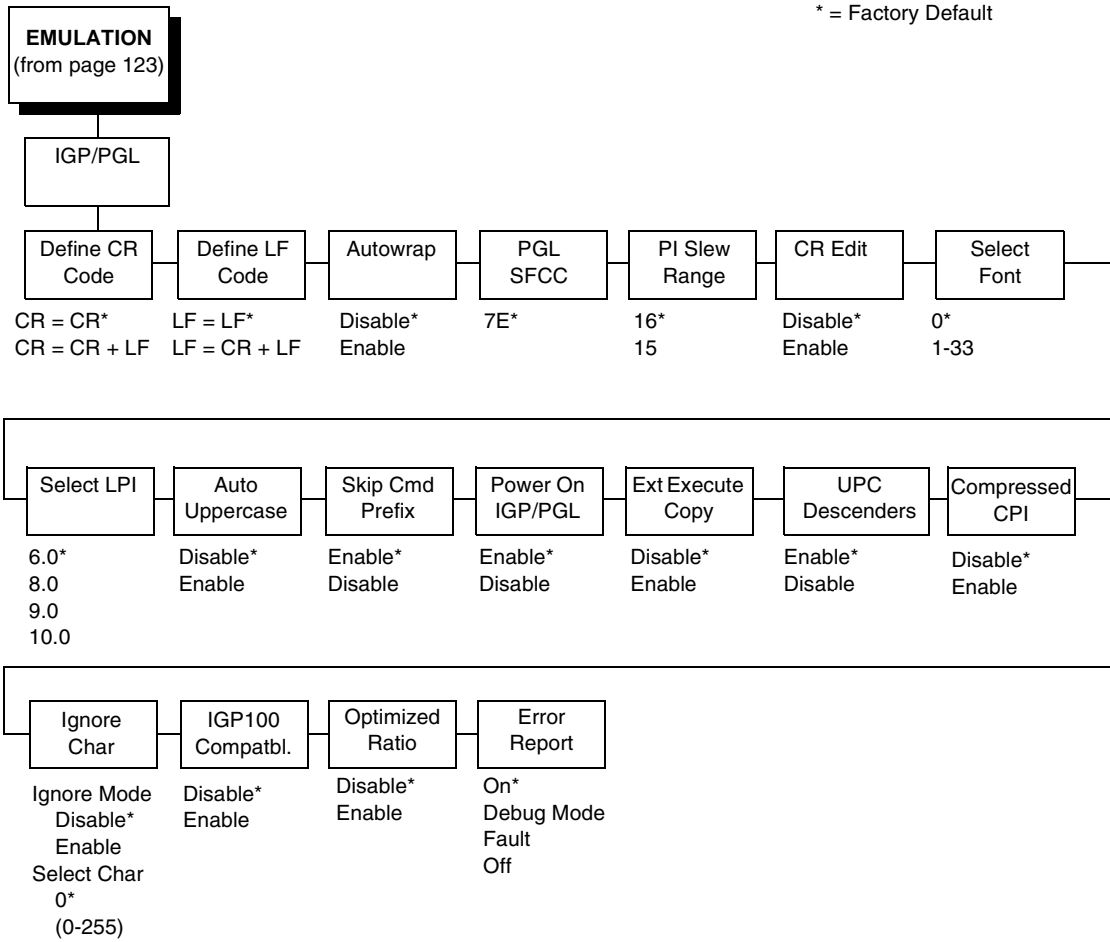 * = Factory Default
EMULATION
(from page 123)
IGP/PGL
Define CR
Code
CR = CR*
CR = CR + LF
Define LF
Code
LF = LF*
LF = CR + LF
Autowrap
Disable*
Enable
PGL
SFCC
7E*
PI Slew
Range
16*
15
CR Edit
Disable*
Enable
Select
Font
0*
1-33
Select LPI
6.0*
8.0
9.0
10.0
Auto
Uppercase
Disable*
Enable
Skip Cmd
Prefix
Enable*
Disable
Power On
IGP/PGL
Enable*
Disable
Ext Execute
Copy
Disable*
Enable
UPC
Descenders
Enable*
Disable
Compressed
CPI
Disable*
Enable
Ignore
Char
Ignore Mode
Disable*
Enable
Select Char
0*
(0-255)
IGP100
Compatbl.
Disable*
Enable
Optimized
Ratio
Disable*
Enable
Error
Report
On*
Debug Mode
Fault
Off